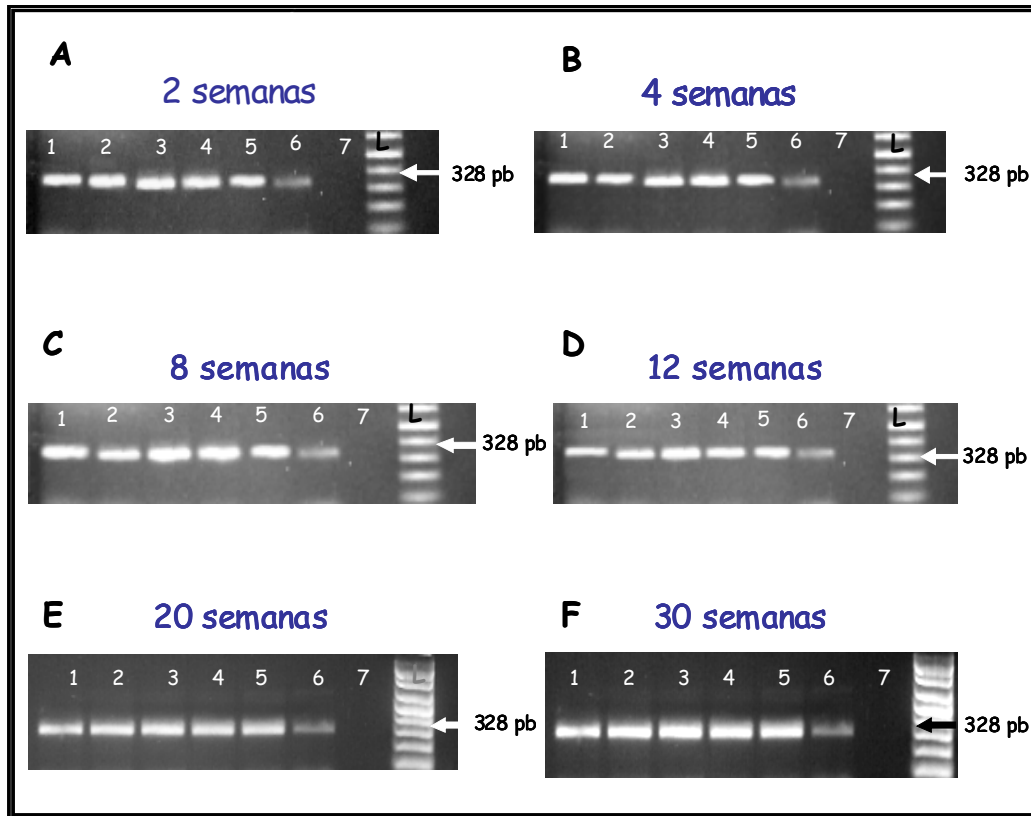 A
2 semanas
1 2 3 4 5 6 7 L
328 pb
B
4 semanas
1 2 3 4 5 6 7 L
328 pb
C
8 semanas
1 2 3 4 5 6 7 L
328 pb
D
12 semanas
1 2 3 4 5 6 7 L
328 pb
E
20 semanas
1 2 3 4 5 6 7 L
328 pb
F
30 semanas
1 2 3 4 5 6 7
328 pb